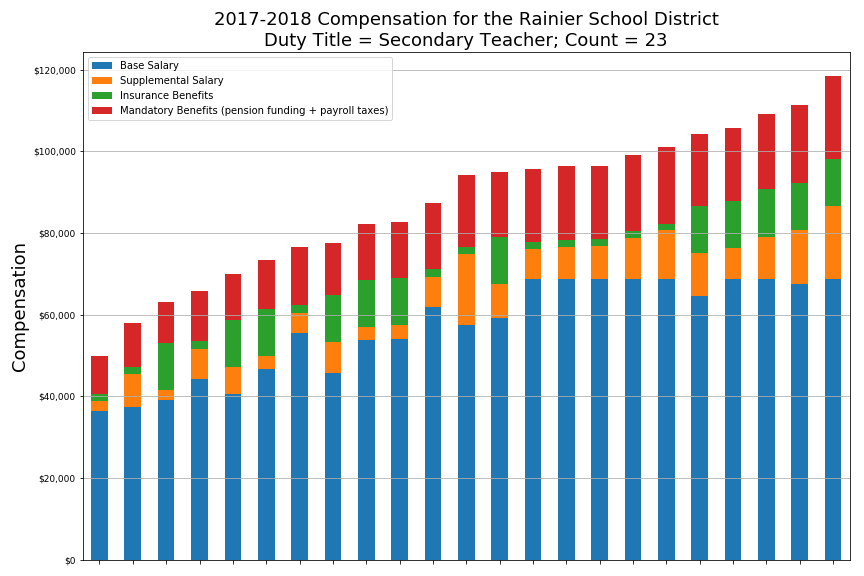 2017-2018 Compensation for the Rainier School District
Duty Title = Secondary Teacher; Count = 23
Base Salary
Supplemental Salary
Insurance Benefits
Mandatory Benefits (pension funding + payroll taxes)
$120,000
$100,000
$80,000
$60,000
$40,000
$20,000
$0
Compensation